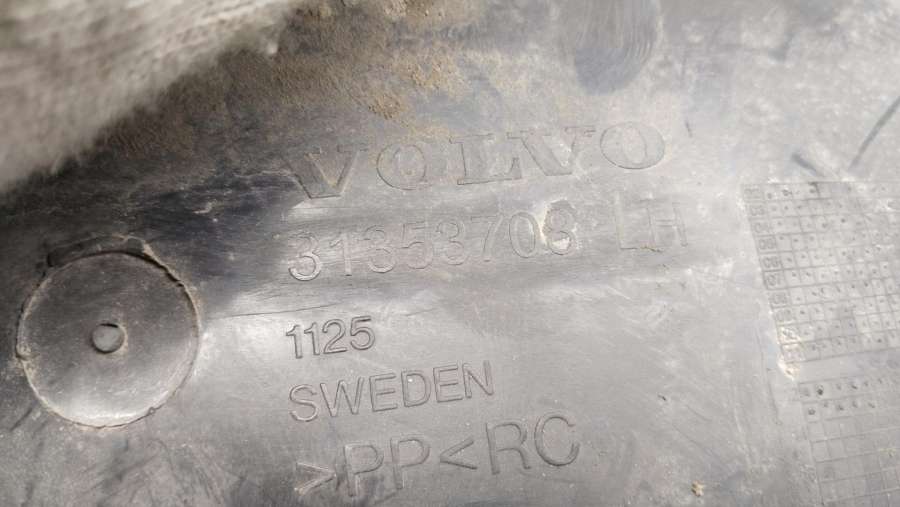 VOLVO
31353703 LH
1125
SWEDEN
>PP<RC